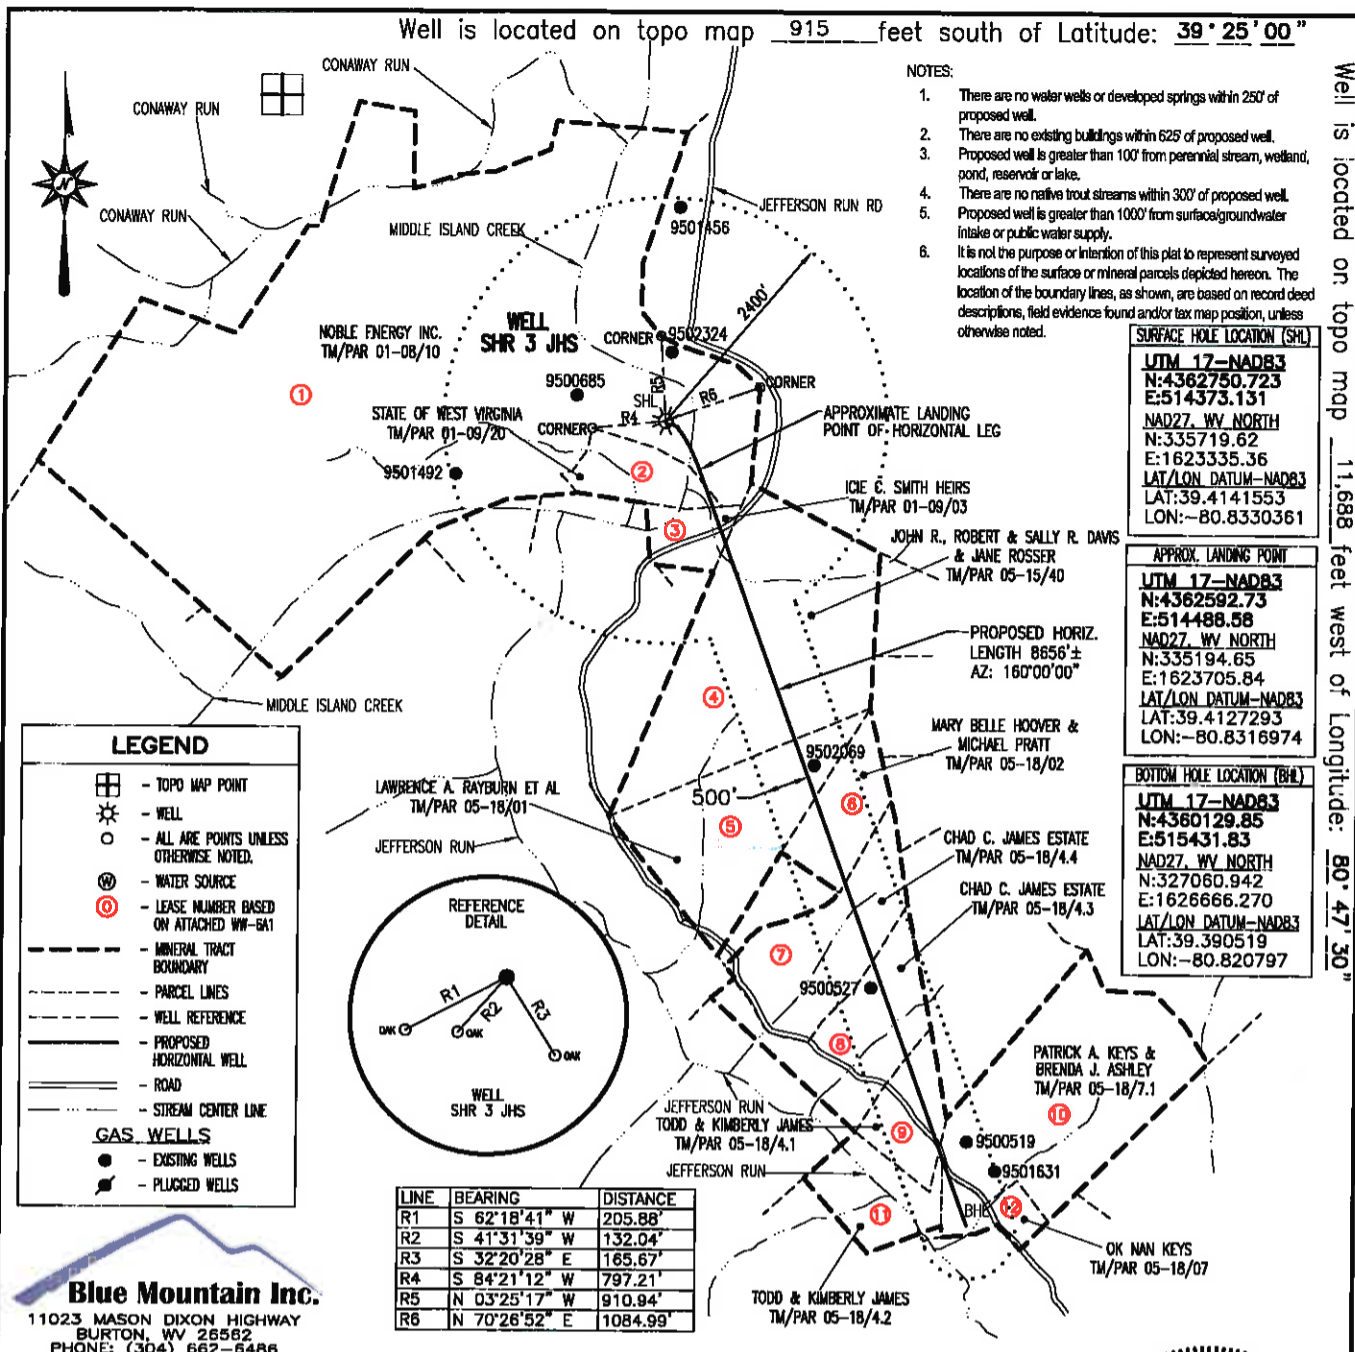 Well is located on topo map 915 feet south of Latitude: 39°25'00"
Well is located on topo map 11,688 feet west of Longitude: 80°47'30"
NOTES:
1. There are no water wells or developed springs within 250' of
proposed well.
2. There are no existing buildings within 625' of proposed well.
3. Proposed well is greater than 100' from perennial stream, wetland,
pond, reservoir or lake.
4. There are no native trout streams within 300' of proposed well.
5. Proposed well is greater than 1000' from surface/groundwater
intake or public water supply.
6. It is not the purpose or intention of this plat to represent surveyed
locations of the surface or mineral parcels depicted hereon. The
location of the boundary lines, as shown, are based on record deed
descriptions, field evidence found and/or tax map position, unless
otherwise noted.
CONAWAY RUN
CONAWAY RUN
CONAWAY RUN
N
JEFFERSON RUN RD
MIDDLE ISLAND CREEK
9501456
2400'
WELL
SHR 3 JHS
NOBLE ENERGY INC.
TM/PAR 01-08/10
CORNER
9502324
9500685
CORNER
SHL
R5
R6
R4
1
STATE OF WEST VIRGINIA
TM/PAR 01-09/20
CORNER
APPROXIMATE LANDING
POINT OF HORIZONTAL LEG
9501492
2
ICIE C. SMITH HEIRS
TM/PAR 01-09/03
3
JOHN R., ROBERT & SALLY R. DAVIS
& JANE ROSSER
TM/PAR 05-15/40
PROPOSED HORIZ.
LENGTH 8656'±
AZ: 160°00'00"
4
MIDDLE ISLAND CREEK
MARY BELLE HOOVER &
MICHAEL PRATT
TM/PAR 05-18/02
9502069
500'
LAWRENCE A. RAYBURN ET AL
TM/PAR 05-18/01
6
5
JEFFERSON RUN
CHAD C. JAMES ESTATE
TM/PAR 05-18/4.4
CHAD C. JAMES ESTATE
TM/PAR 05-18/4.3
7
9500527
8
PATRICK A. KEYS &
BRENDA J. ASHLEY
TM/PAR 05-18/7.1
10
JEFFERSON RUN
TODD & KIMBERLY JAMES
TM/PAR 05-18/4.1
9
9500519
JEFFERSON RUN
9501631
11
BHL
12
OK NAN KEYS
TM/PAR 05-18/07
TODD & KIMBERLY JAMES
TM/PAR 05-18/4.2
SURFACE HOLE LOCATION (SHL)
UTM 17-NAD83
N:4362750.723
E:514373.131
NAD27, WV NORTH
N:335719.62
E:1623335.36
LAT/LON DATUM-NAD83
LAT:39.4141553
LON:-80.8330361
APPROX. LANDING POINT
UTM 17-NAD83
N:4362592.73
E:514488.58
NAD27, WV NORTH
N:335194.65
E:1623705.84
LAT/LON DATUM-NAD83
LAT:39.4127293
LON:-80.8316974
BOTTOM HOLE LOCATION (BHL)
UTM 17-NAD83
N:4360129.85
E:515431.83
NAD27, WV NORTH
N:327060.942
E:1626666.270
LAT/LON DATUM-NAD83
LAT:39.390519
LON:-80.820797
LEGEND
- TOPO MAP POINT
- WELL
- ALL ARE POINTS UNLESS
OTHERWISE NOTED.
W - WATER SOURCE
0 - LEASE NUMBER BASED
ON ATTACHED WW-6A1
- MINERAL TRACT
BOUNDARY
- PARCEL LINES
- WELL REFERENCE
- PROPOSED
HORIZONTAL WELL
- ROAD
- STREAM CENTER LINE
GAS WELLS
- EXISTING WELLS
- PLUGGED WELLS
REFERENCE
DETAIL
R1
R2
R3
OAK
OAK
OAK
WELL
SHR 3 JHS
LINE BEARING DISTANCE
R1 S 62°18'41" W 205.88'
R2 S 41°31'39" W 132.04'
R3 S 32°20'28" E 165.67'
R4 S 84°21'12" W 797.21'
R5 N 03°25'17" W 910.94'
R6 N 70°26'52" E 1084.99'
Blue Mountain Inc.
11023 MASON DIXON HIGHWAY
BURTON, WV 26562
PHONE: (304) 662-6486